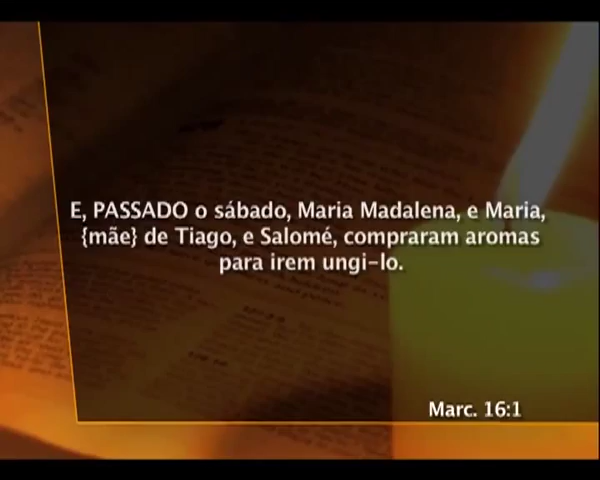 E, PASSADO o sábado, Maria Madalena, e Maria,
{mãe} de Tiago, e Salomé, compraram aromas
para irem ungi-lo.
Marc. 16:1